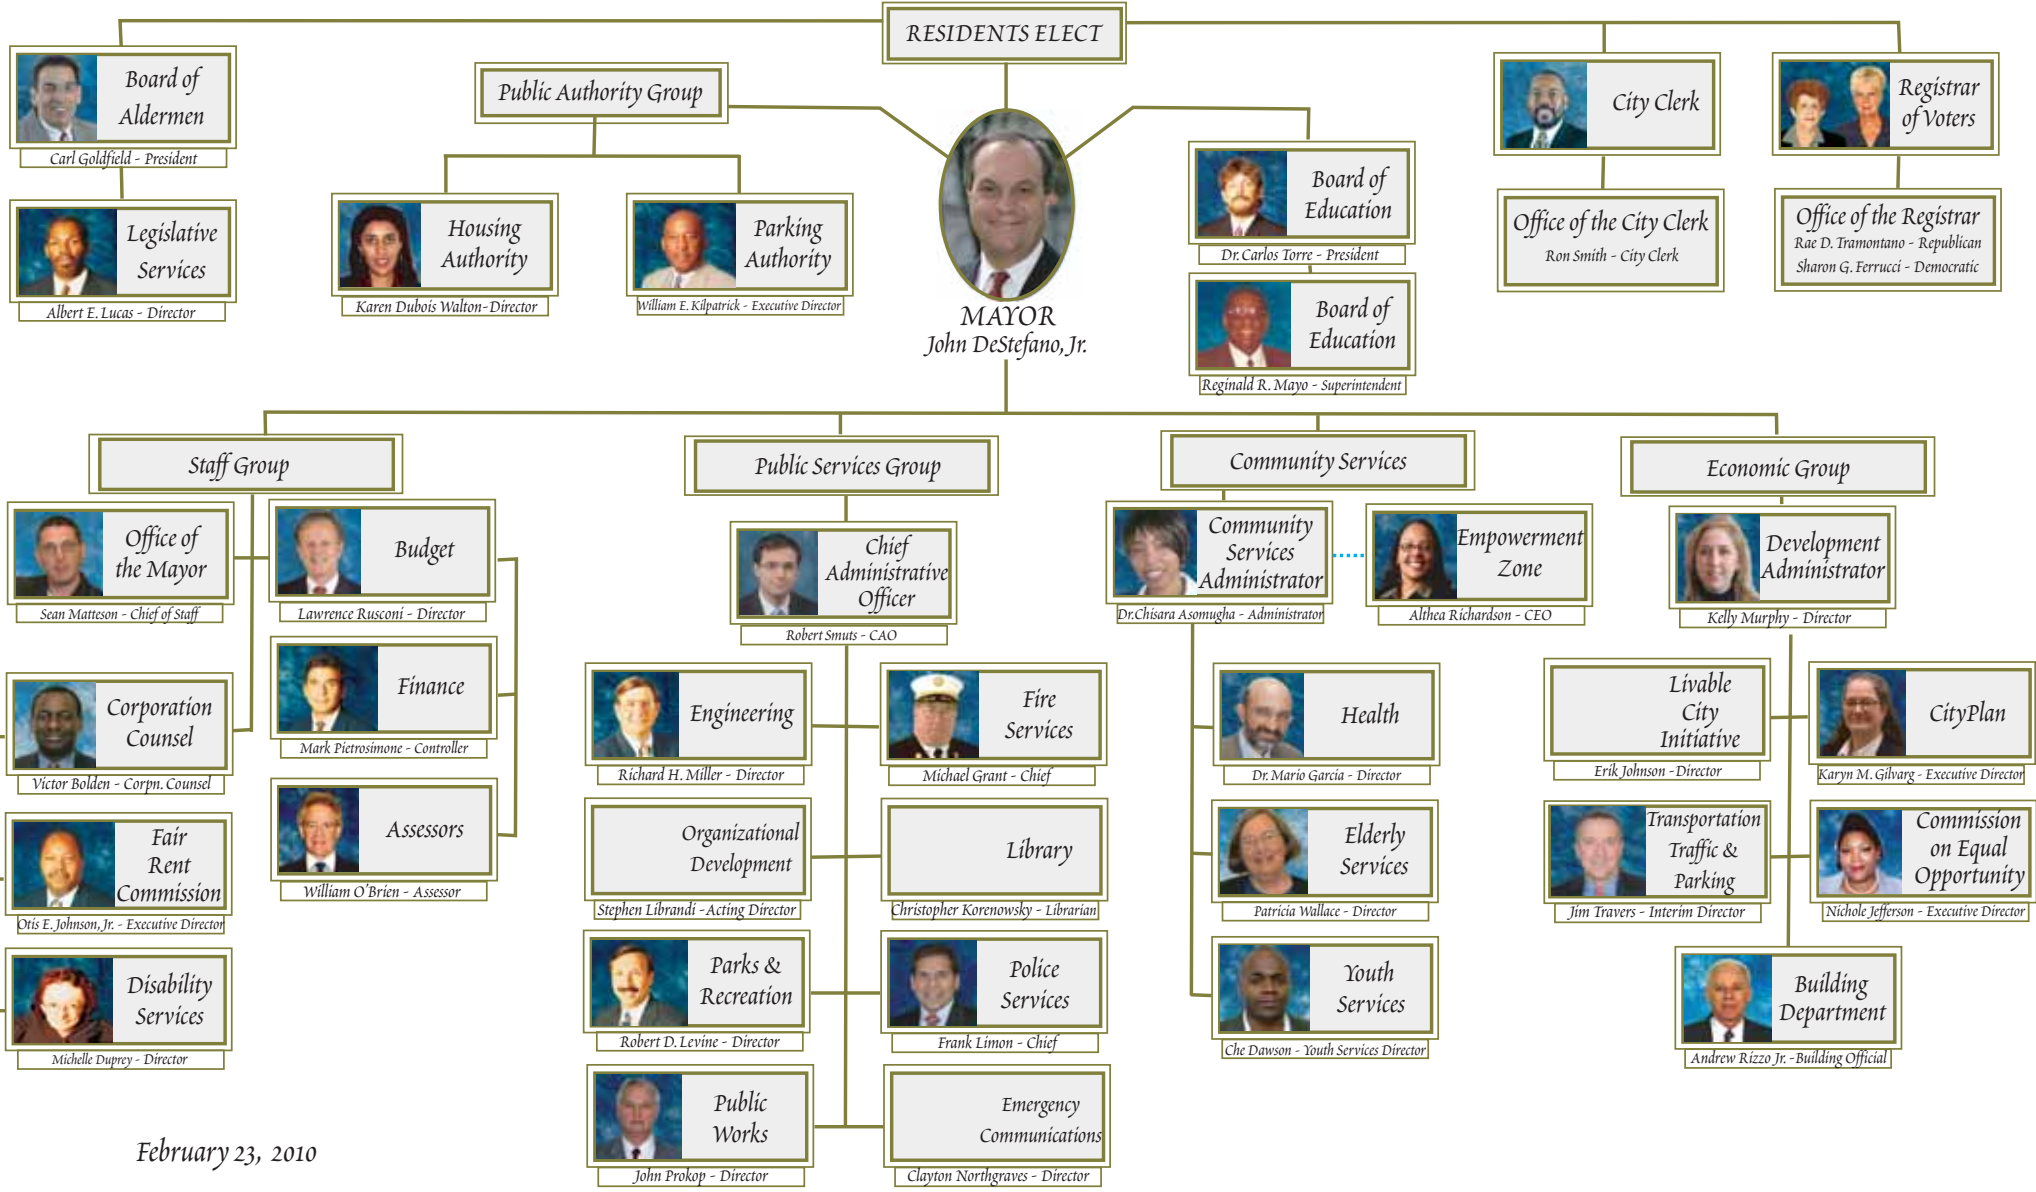 RESIDENTS ELECT
Board of
Aldermen
Carl Goldfield - President
Legislative
Services
Albert E. Lucas - Director
Public Authority Group
Housing
Authority
Karen Dubois Walton-Director
Parking
Authority
William E. Kilpatrick - Executive Director
MAYOR
John DeStefano, Jr.
Board of
Education
Dr. Carlos Torre - President
Board of
Education
Reginald R. Mayo - Superintendent
City Clerk
Office of the City Clerk
Ron Smith - City Clerk
Registrar
of Voters
Office of the Registrar
Rae D. Tramontano - Republican
Sharon G. Ferrucci - Democratic
Staff Group
Office of
the Mayor
Sean Matteson - Chief of Staff
Budget
Lawrence Rusconi - Director
Finance
Mark Pietrosimone - Controller
Corporation
Counsel
Victor Bolden - Corpn. Counsel
Assessors
William O'Brien - Assessor
Fair
Rent
Commission
Otis E. Johnson, Jr. - Executive Director
Disability
Services
Michelle Duprey - Director
Public Services Group
Chief
Administrative
Officer
Robert Smuts - CAO
Engineering
Richard H. Miller - Director
Fire
Services
Michael Grant - Chief
Organizational
Development
Stephen Librandi -Acting Director
Library
Christopher Korenowsky - Librarian
Parks &
Recreation
Robert D. Levine - Director
Police
Services
Frank Limon - Chief
Public
Works
John Prokop - Director
Emergency
Communications
Clayton Northgraves - Director
Community Services
Community
Services
Administrator
Dr.Chisara Asomugha - Administrator
Empowerment
Zone
Althea Richardson - CEO
Health
Dr. Mario Garcia - Director
Elderly
Services
Patricia Wallace - Director
Youth
Services
Che Dawson - Youth Services Director
Economic Group
Development
Administrator
Kelly Murphy - Director
Livable
City
Initiative
Erik Johnson -Director
CityPlan
Karyn M. Gilvarg - Executive Director
Transportation
Traffic &
Parking
Jim Travers - Interim Director
Commission
on Equal
Opportunity
Nichole Jefferson - Executive Director
Building
Department
Andrew Rizzo Jr. -Building Official
February 23, 2010